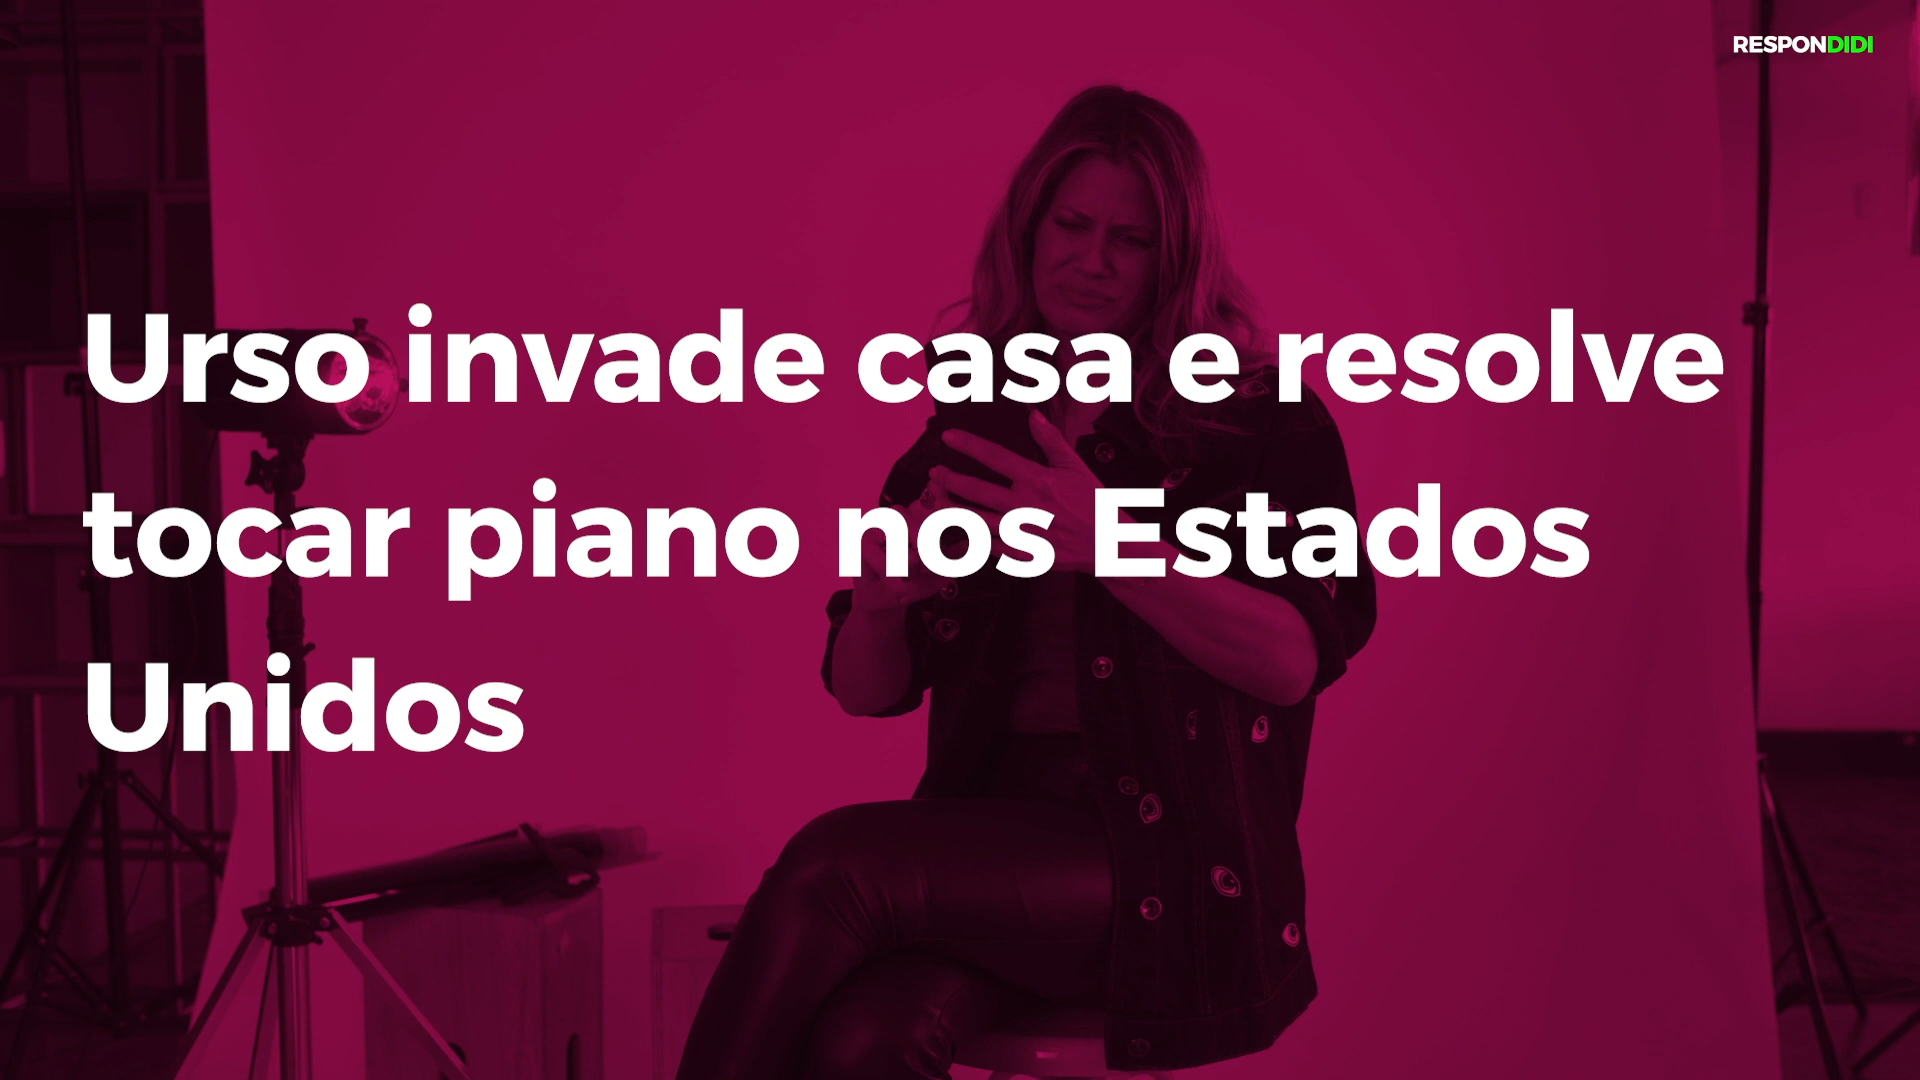 RESPONDIDI
Urso invade casa e resolve
tocar piano nos Estados
Unidos